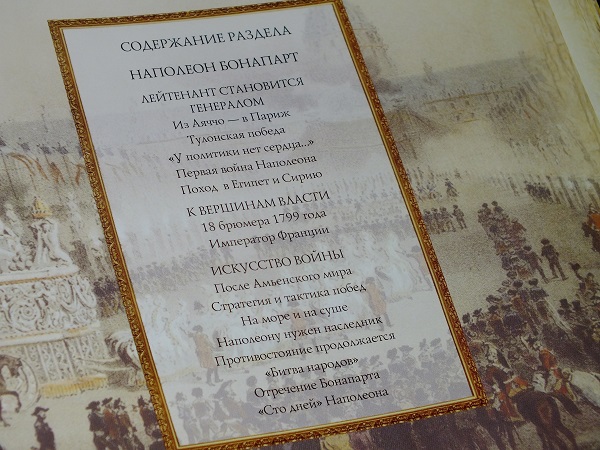 СОДЕРЖАНИЕ РАЗДЕЛА
НАПОЛЕОН БОНАПАРТ
ЛЕЙТЕНАНТ СТАНОВИТСЯ
ГЕНЕРАЛОМ
Из Аяччо — в Париж
Тулонская победа
«У политики нет сердца...»
Первая война Наполеона
Поход в Египет и Сирию
К ВЕРШИНАМ ВЛАСТИ
18 брюмера 1799 года
Император Франции
ИСКУССТВО ВОЙНЫ
После Амьенского мира
Стратегия и тактика побед
На море и на суше
Наполеону нужен наследник
Противостояние продолжается
«Битва народов»
Отречение Бонапарта
«Сто дней» Наполеона